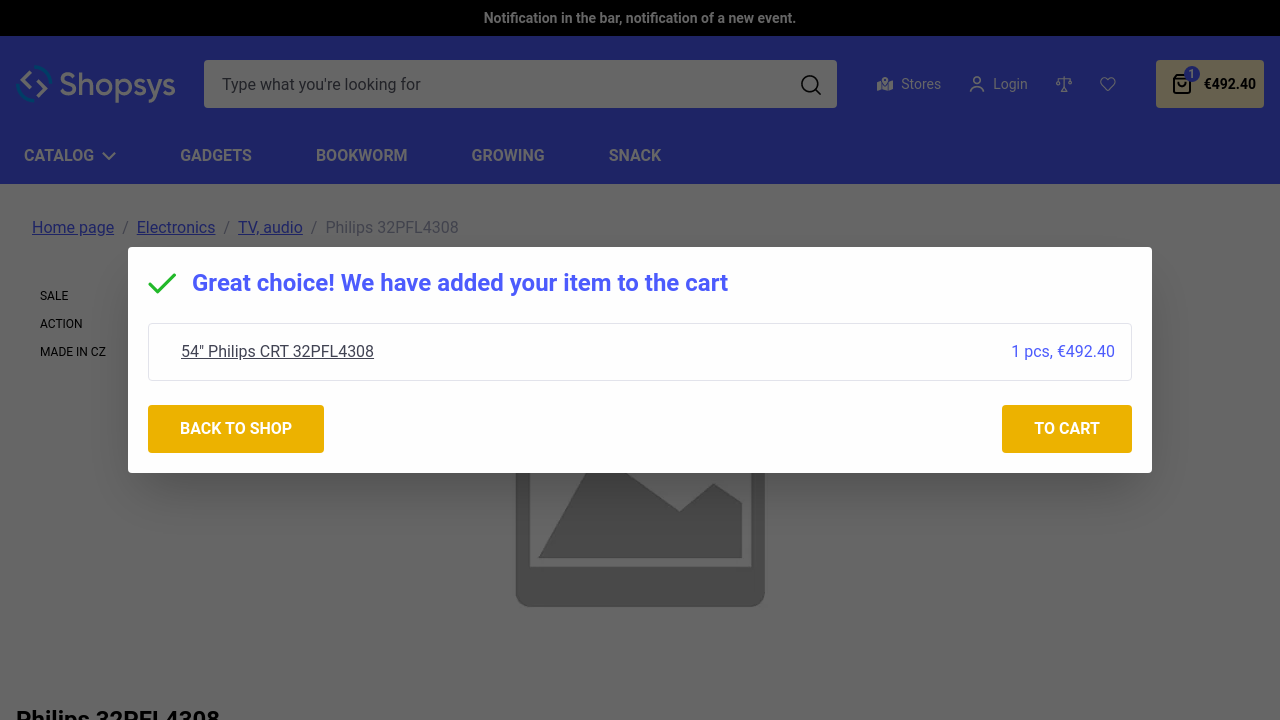 Notification in the bar, notification of a new event.
Shopsys
Type what you're looking for
Stores
Login
1
€492.40
CATALOG
GADGETS
BOOKWORM
GROWING
SNACK
Home page / Electronics / TV, audio / Philips 32PFL4308
SALE
ACTION
MADE IN CZ
Great choice! We have added your item to the cart
54" Philips CRT 32PFL4308
1 pcs, €492.40
BACK TO SHOP
TO CART
Philips 32PFL4308